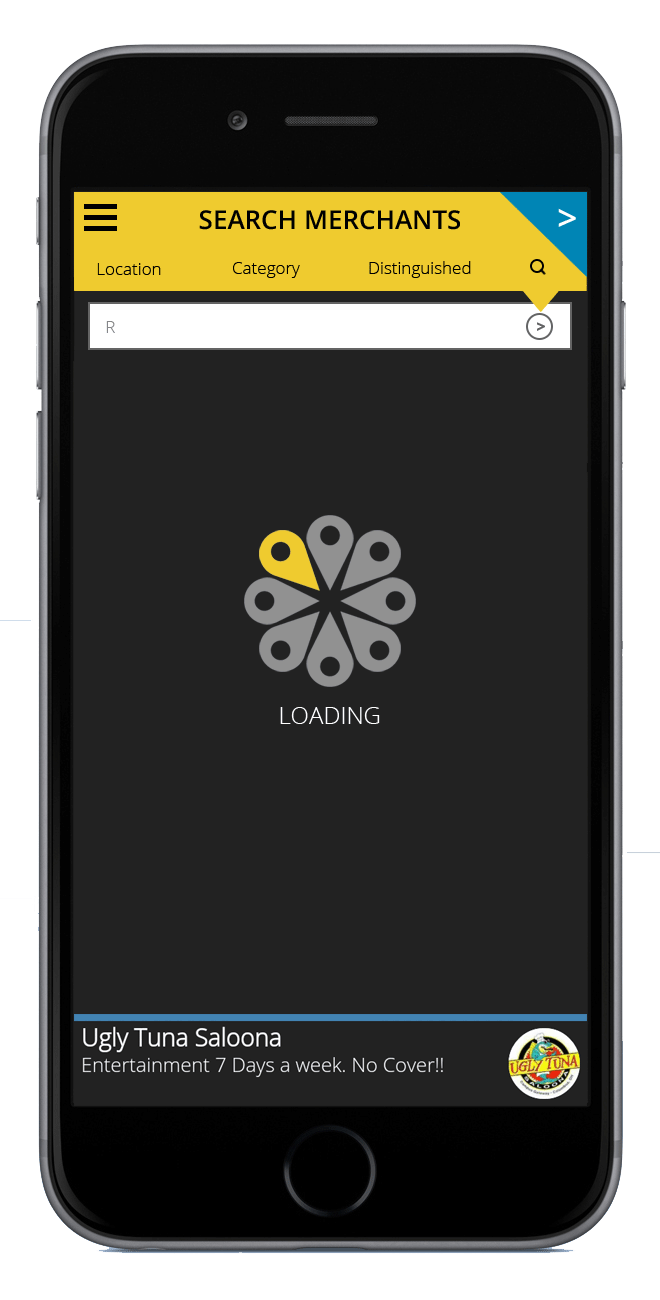 SEARCH MERCHANTS
>
Location Category Distinguished
R
>
LOADING
Ugly Tuna Saloona
Entertainment 7 Days a week. No Cover!!
UGLY TUNA
SALOONA